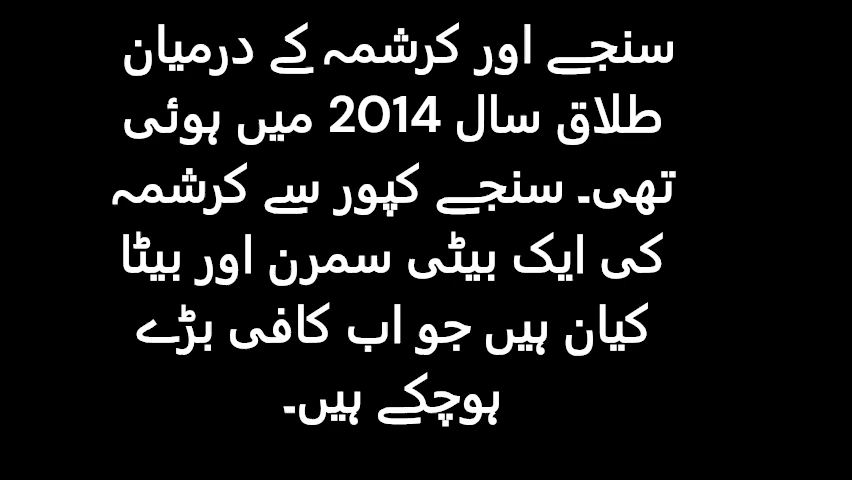 سنجے اور کرشمہ کے درمیان
طلاق سال 2014 میں ہوئی
تھی۔ سنجے کپور سے کرشمہ
کی ایک بیٹی سمرن اور بیٹا
کیان ہیں جو اب کافی بڑے
ہوچکے ہیں۔